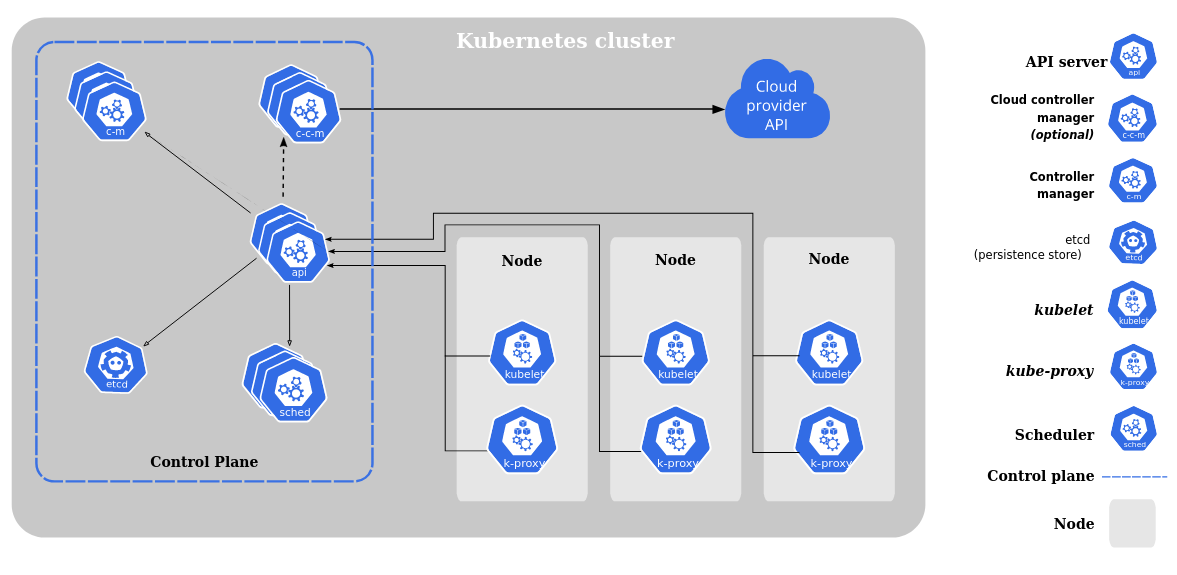 Kubernetes cluster
c-m
c-c-m
Cloud
provider
API
api
etcd
sched
Control Plane
Node
kubelet
k-proxy
Node
kubelet
k-proxy
Node
kubelet
k-proxy
API server
api
Cloud controller
manager
(optional)
c-c-m
Controller
manager
c-m
etcd
(persistence store)
etcd
kubelet
kubelet
kube-proxy
k-proxy
Scheduler
sched
Control plane
Node